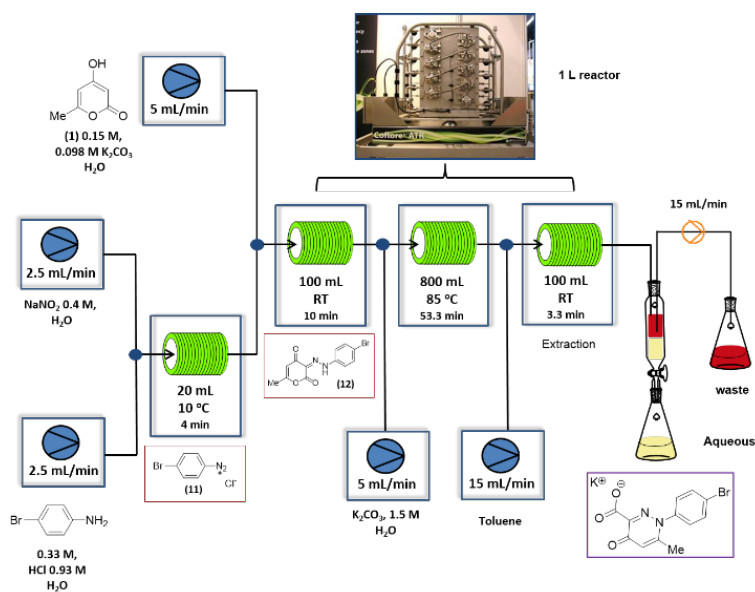 1 L reactor
Coflore ATR
OH
Me
O
O
(1) 0.15 M,
0.098 M K₂CO₃
H₂O
5 mL/min
2.5 mL/min
NaNO₂ 0.4 M,
H₂O
2.5 mL/min
Br
NH₂
0.33 M,
HCl 0.93 M
H₂O
20 mL
10 °C
4 min
Br
N₂
+
Cl⁻
(11)
100 mL
RT
10 min
O
N
N
H
Br
Me
O
O
(12)
800 mL
85 °C
53.3 min
100 mL
RT
3.3 min
Extraction
5 mL/min
K₂CO₃, 1.5 M
H₂O
15 mL/min
Toluene
15 mL/min
waste
Aqueous
K⊕
O
⊖
O
N
N
Br
O
Me